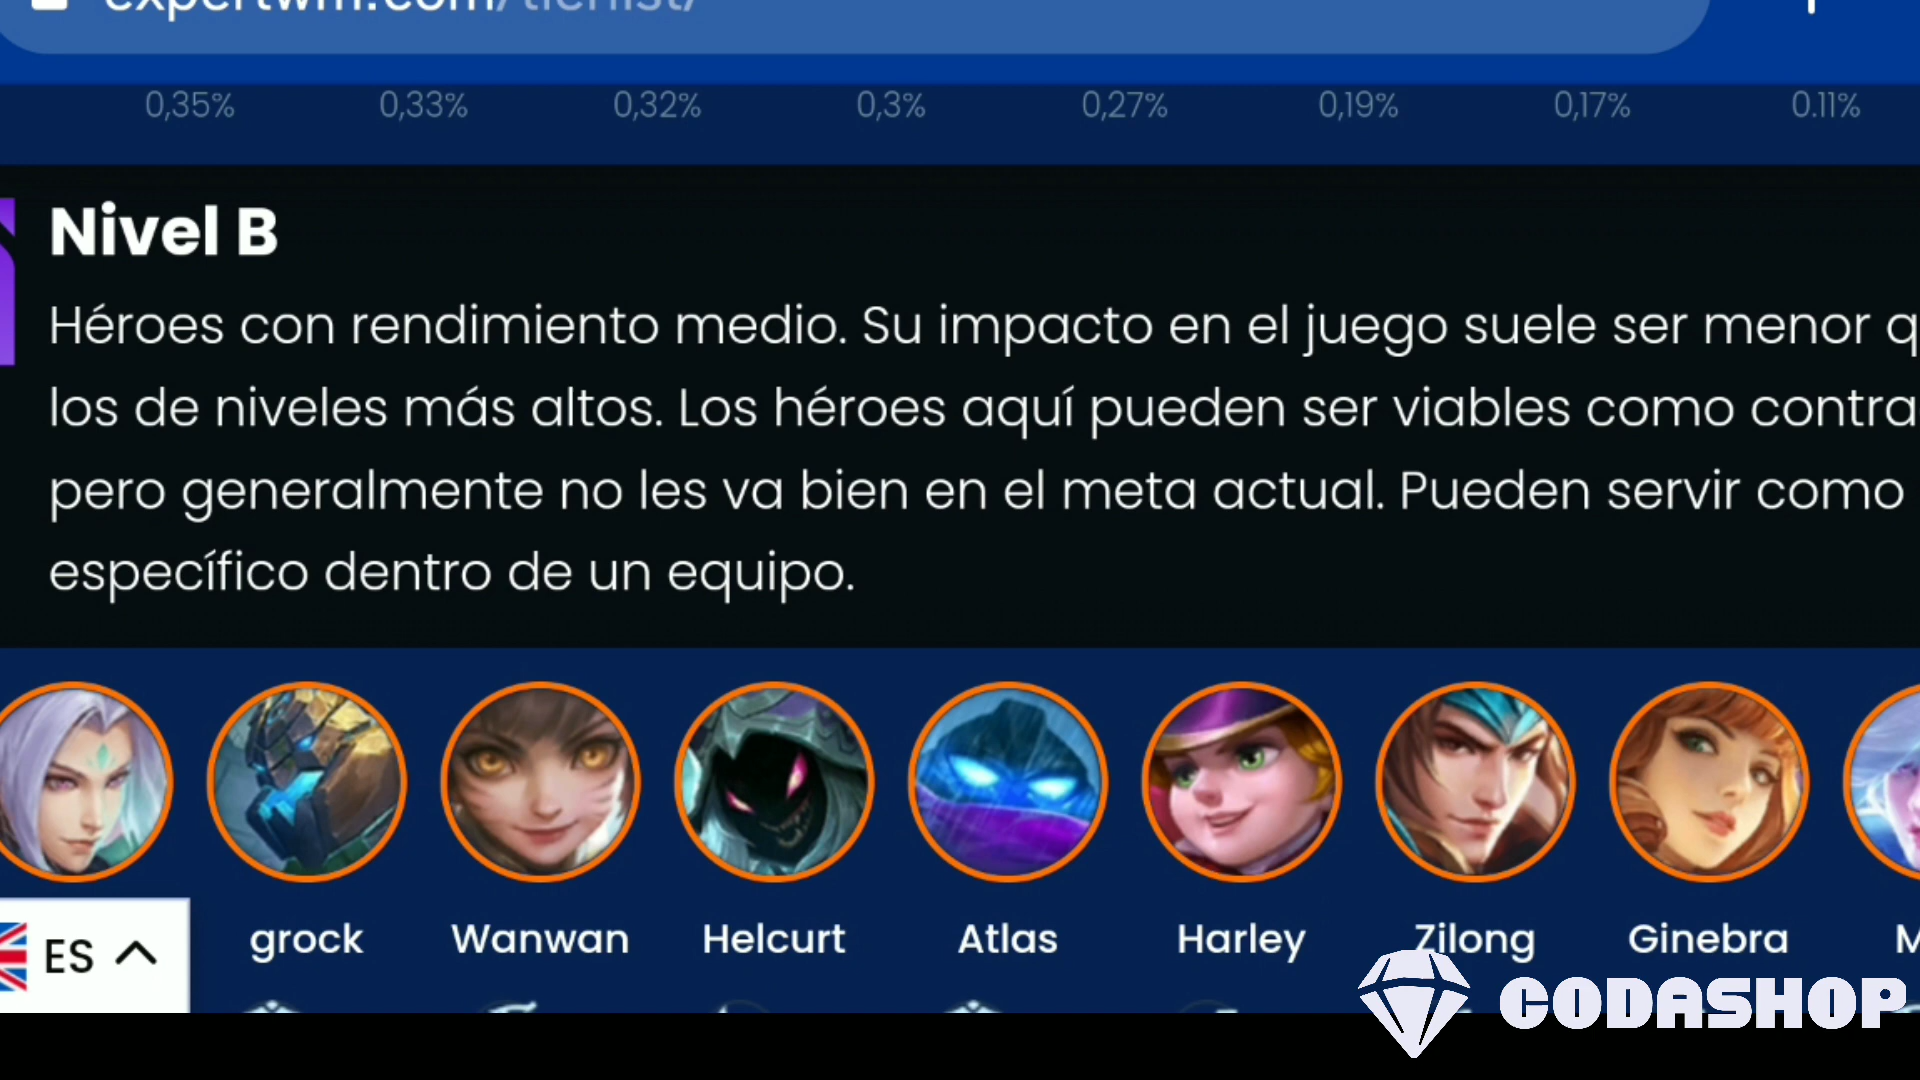 expertwm.com/tierlist/
0,35% 0,33% 0,32% 0,3% 0,27% 0,19% 0,17% 0.11%
Nivel B
Héroes con rendimiento medio. Su impacto en el juego suele ser menor q
los de niveles más altos. Los héroes aquí pueden ser viables como contra
pero generalmente no les va bien en el meta actual. Pueden servir como
específico dentro de un equipo.
grock Wanwan Helcurt Atlas Harley Zilong Ginebra M
ES
CODASHOP